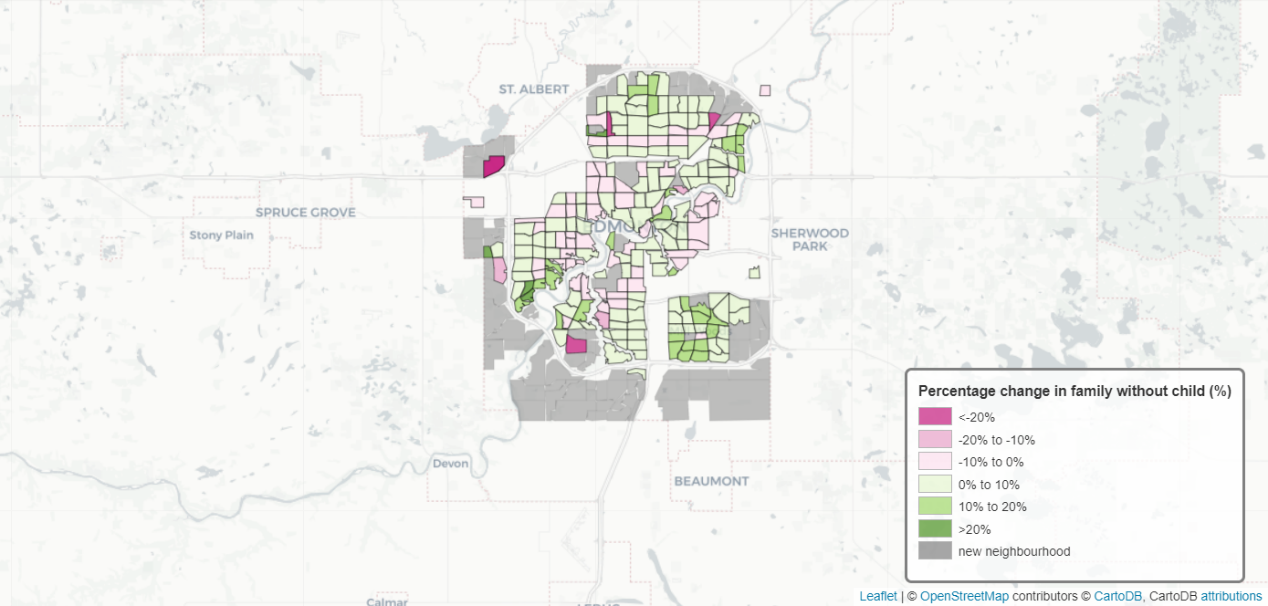 ST. ALBERT
SPRUCE GROVE
Stony Plain
EDMONTON
SHERWOOD
PARK
Devon
BEAUMONT
Calmar
LEDUC
Percentage change in family without child (%)
<-20%
-20% to -10%
-10% to 0%
0% to 10%
10% to 20%
>20%
new neighbourhood
Leaflet | © OpenStreetMap contributors © CartoDB, CartoDB attributions